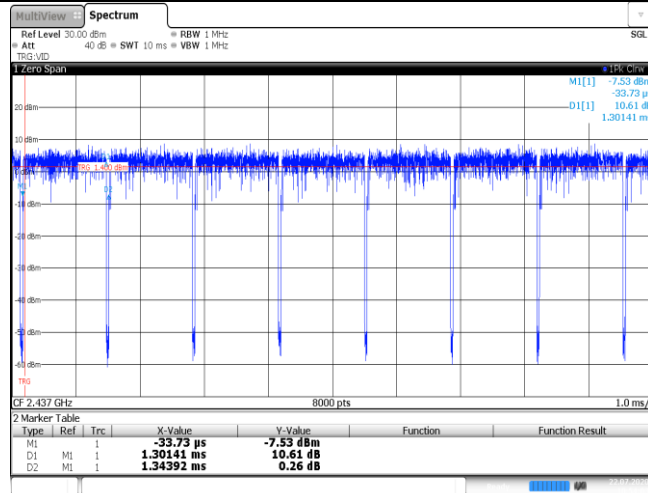 MultiView Spectrum
Ref Level 30.00 dBm RBW 1 MHz SGL
Att 40 dB SWT 10 ms VBW 1 MHz
TRG:VID
1 Zero Span 1Pk Clrw
M1[1] -7.53 dBm
-33.73 µs
D1[1] 10.61 dB
1.30141 ms
20 dBm
10 dBm
TRG 1.400 dBm
0 dBm
M1
D2
-10 dBm
-20 dBm
-30 dBm
-40 dBm
-50 dBm
-60 dBm
TRG
CF 2.437 GHz 8000 pts 1.0 ms/
2 Marker Table
Type Ref Trc X-Value Y-Value Function Function Result
M1 1 -33.73 µs -7.53 dBm
D1 M1 1 1.30141 ms 10.61 dB
D2 M1 1 1.34392 ms 0.26 dB